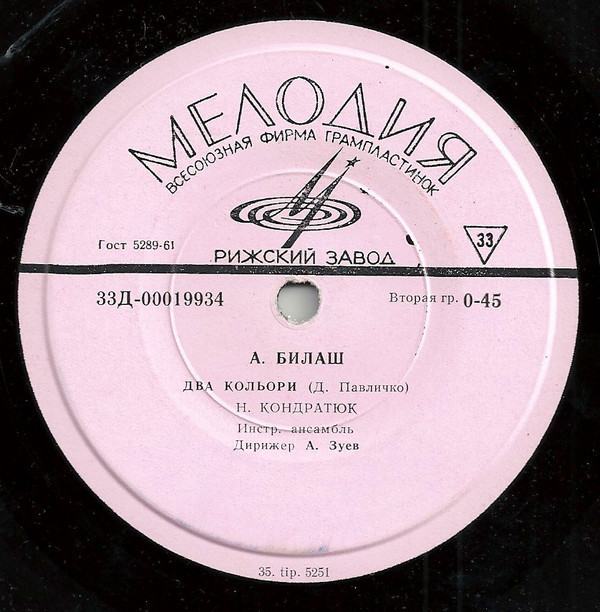 МЕЛОДИЯ
ВСЕСОЮЗНАЯ ФИРМА ГРАМПЛАСТИНОК
Гост 5289-61
33
РИЖСКИЙ ЗАВОД
33Д-00019934
Вторая гр. 0-45
А. БИЛАШ
ДВА КОЛЬОРИ (Д. Павличко)
Н. КОНДРАТЮК
Инстр. ансамбль
Дирижер А. Зуев
35. tip. 5251